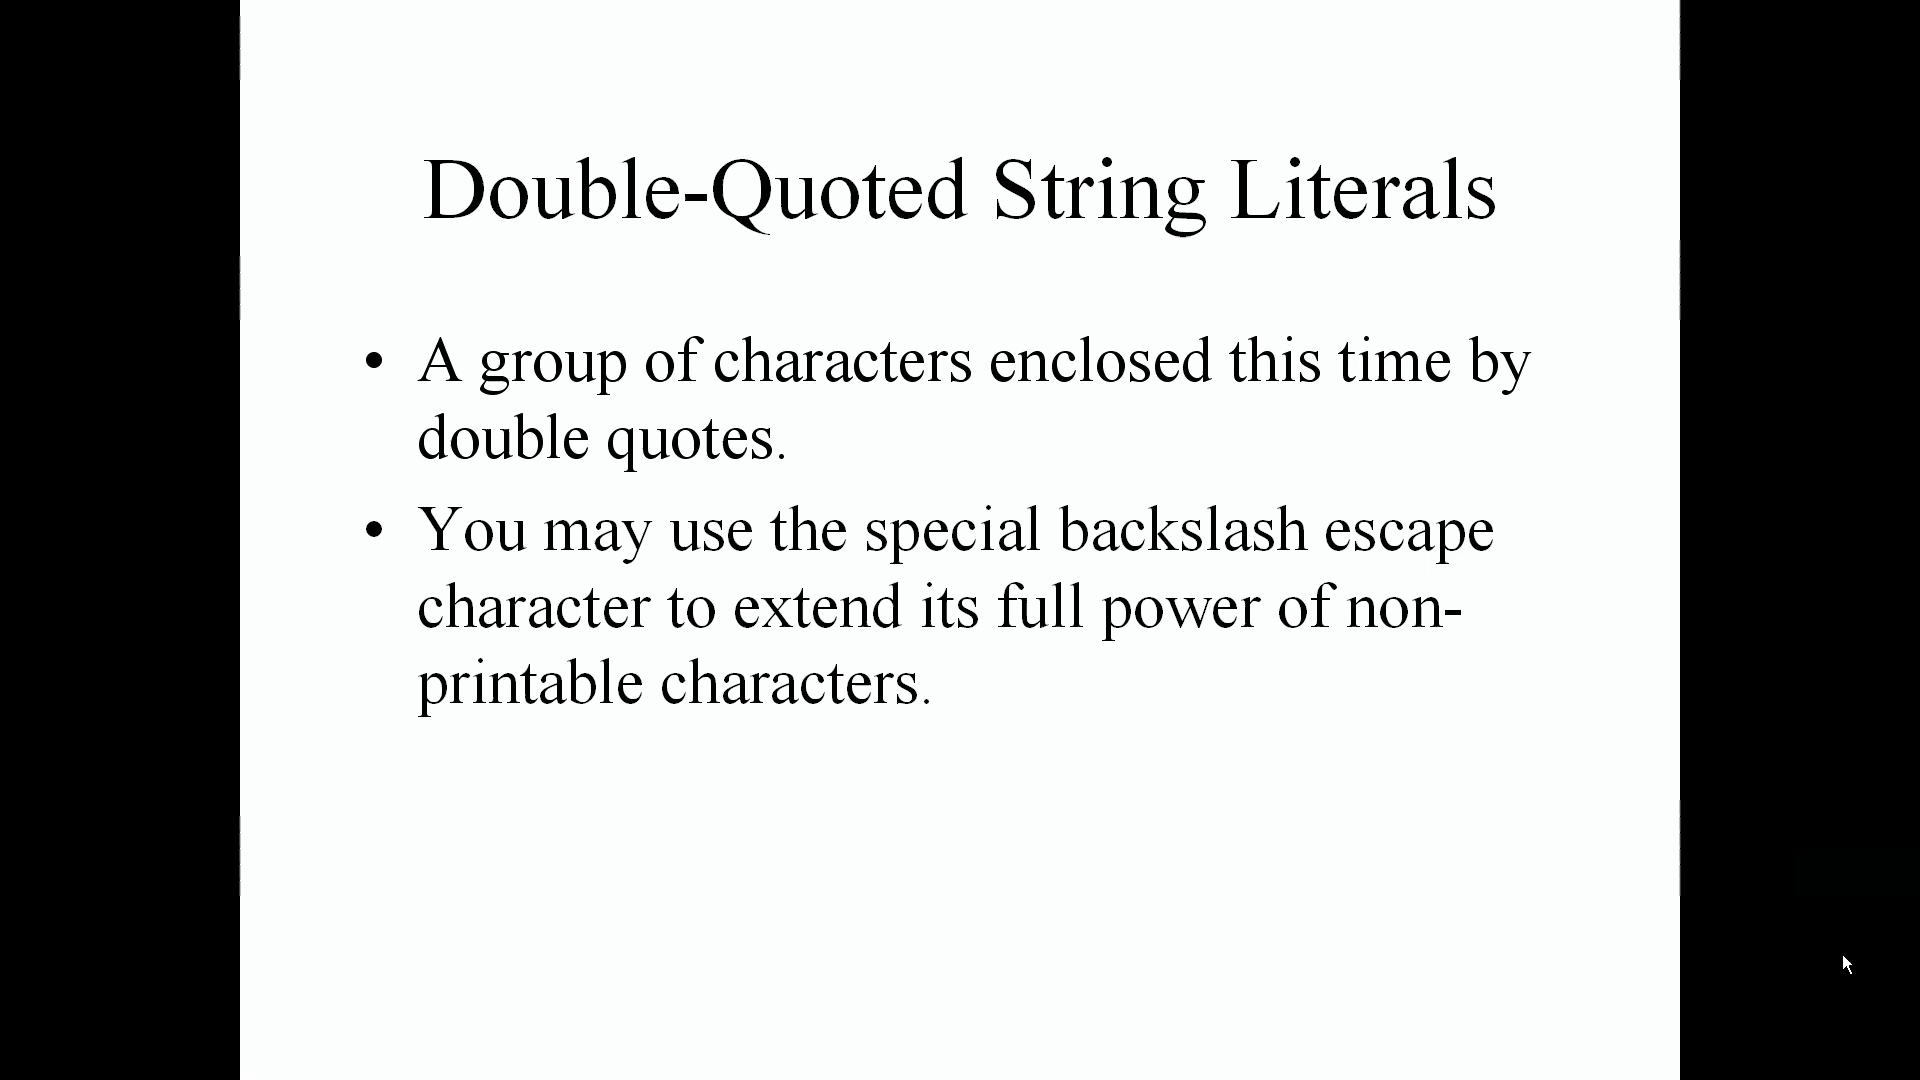 Double-Quoted String Literals
• A group of characters enclosed this time by
double quotes.
• You may use the special backslash escape
character to extend its full power of non-
printable characters.